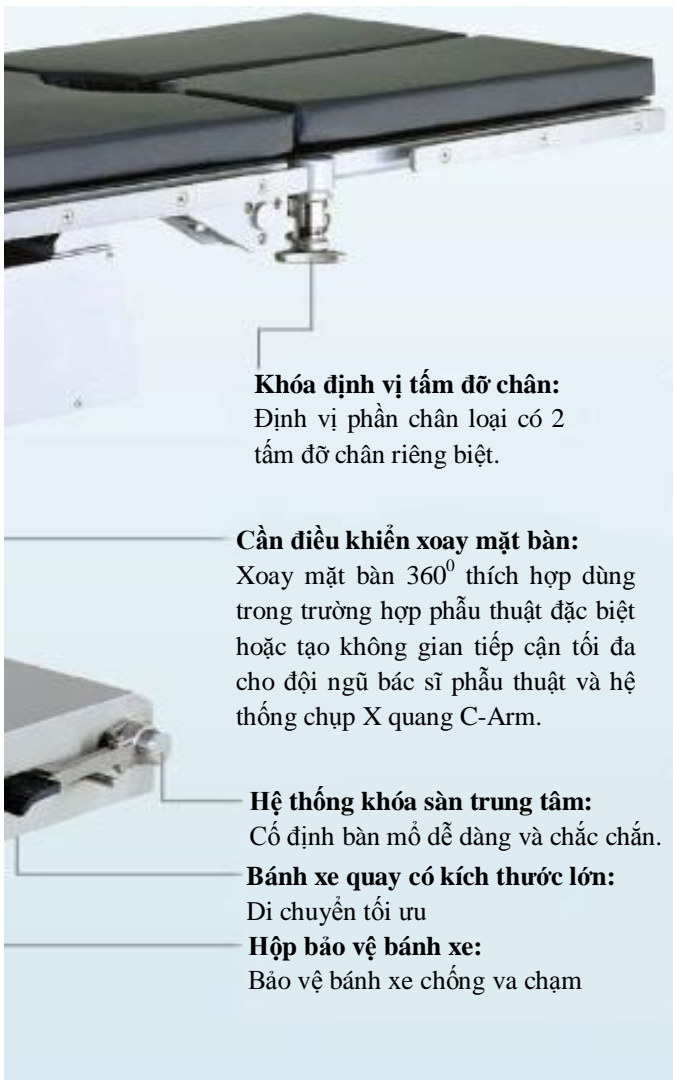 Khóa định vị tấm đỡ chân:
Định vị phần chân loại có 2
tấm đỡ chân riêng biệt.
Cần điều khiển xoay mặt bàn:
Xoay mặt bàn 360⁰ thích hợp dùng
trong trường hợp phẫu thuật đặc biệt
hoặc tạo không gian tiếp cận tối đa
cho đội ngũ bác sĩ phẫu thuật và hệ
thống chụp X quang C-Arm.
Hệ thống khóa sàn trung tâm:
Cố định bàn mổ dễ dàng và chắc chắn.
Bánh xe quay có kích thước lớn:
Di chuyển tối ưu
Hộp bảo vệ bánh xe:
Bảo vệ bánh xe chống va chạm